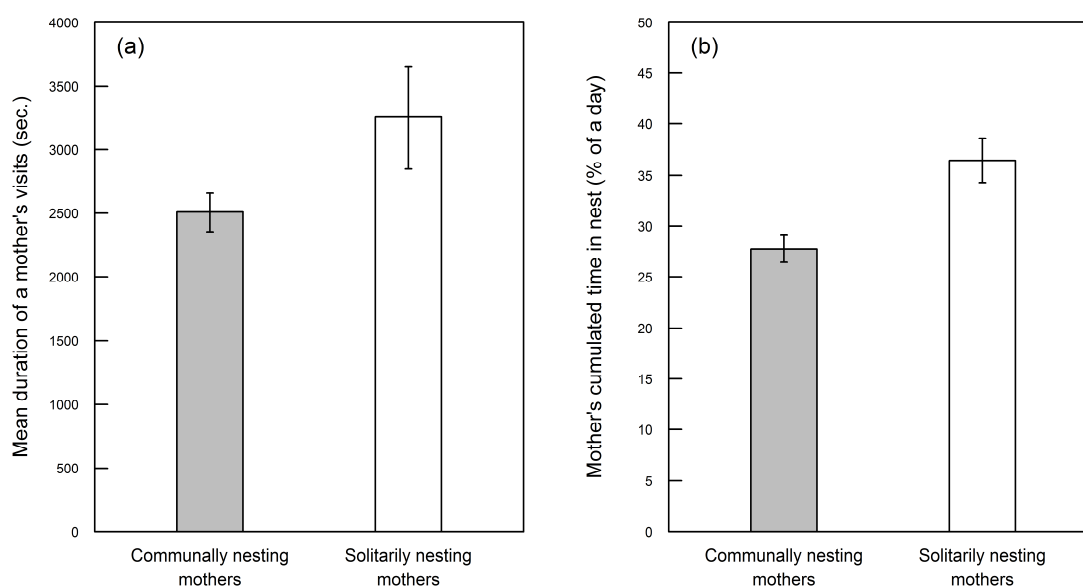 (a)
Mean duration of a mother's visits (sec.)
4000
3500
3000
2500
2000
1500
1000
500
0
Communally nesting
mothers
Solitarily nesting
mothers
(b)
Mother's cumulated time in nest (% of a day)
50
45
40
35
30
25
20
15
10
5
0
Communally nesting
mothers
Solitarily nesting
mothers